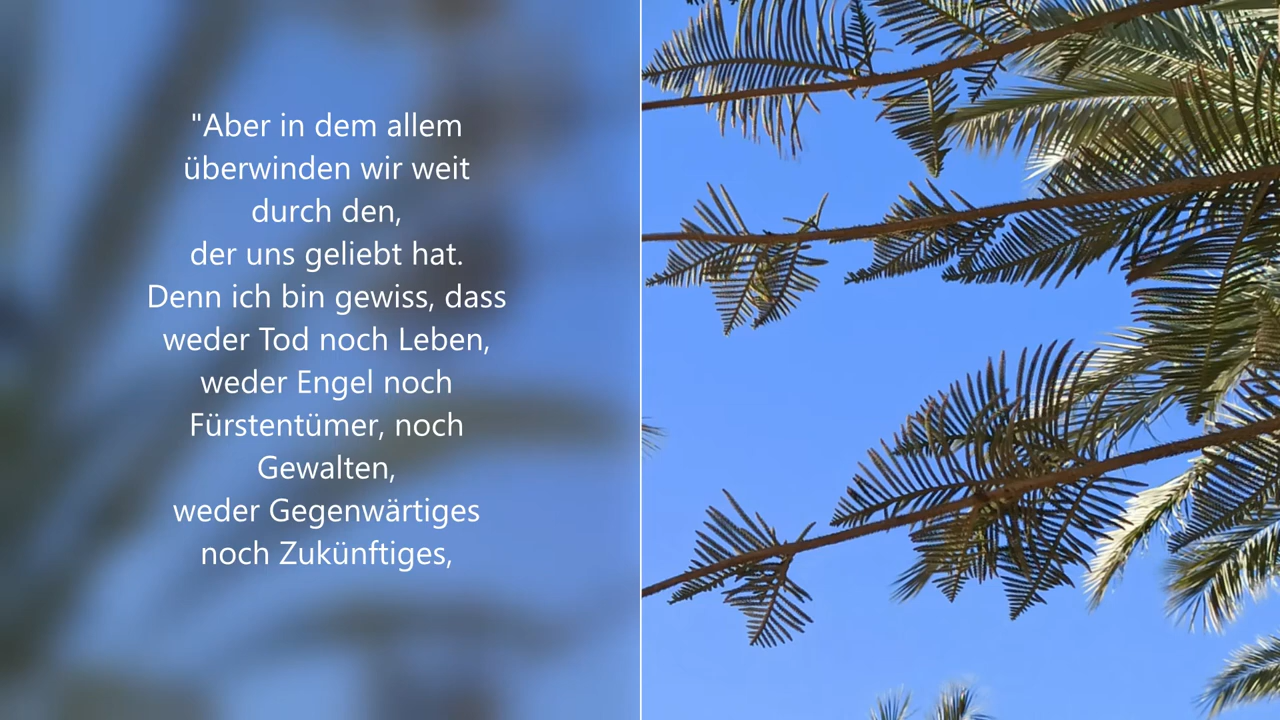 "Aber in dem allem
überwinden wir weit
durch den,
der uns geliebt hat.
Denn ich bin gewiss, dass
weder Tod noch Leben,
weder Engel noch
Fürstentümer, noch
Gewalten,
weder Gegenwärtiges
noch Zukünftiges,